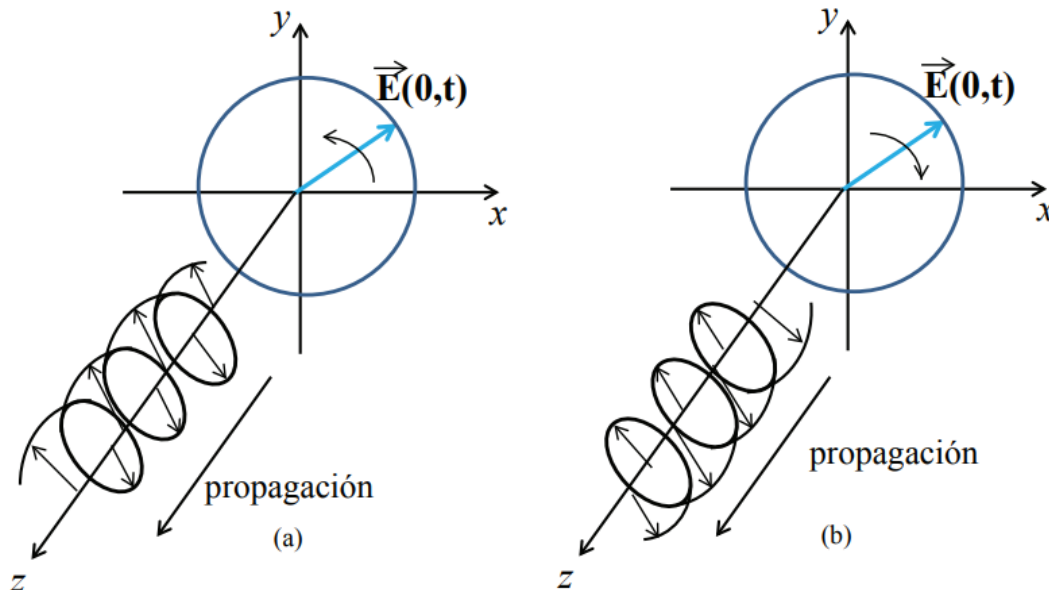 y
E(0,t)
x
propagación
z
(a)
y
E(0,t)
x
propagación
z
(b)